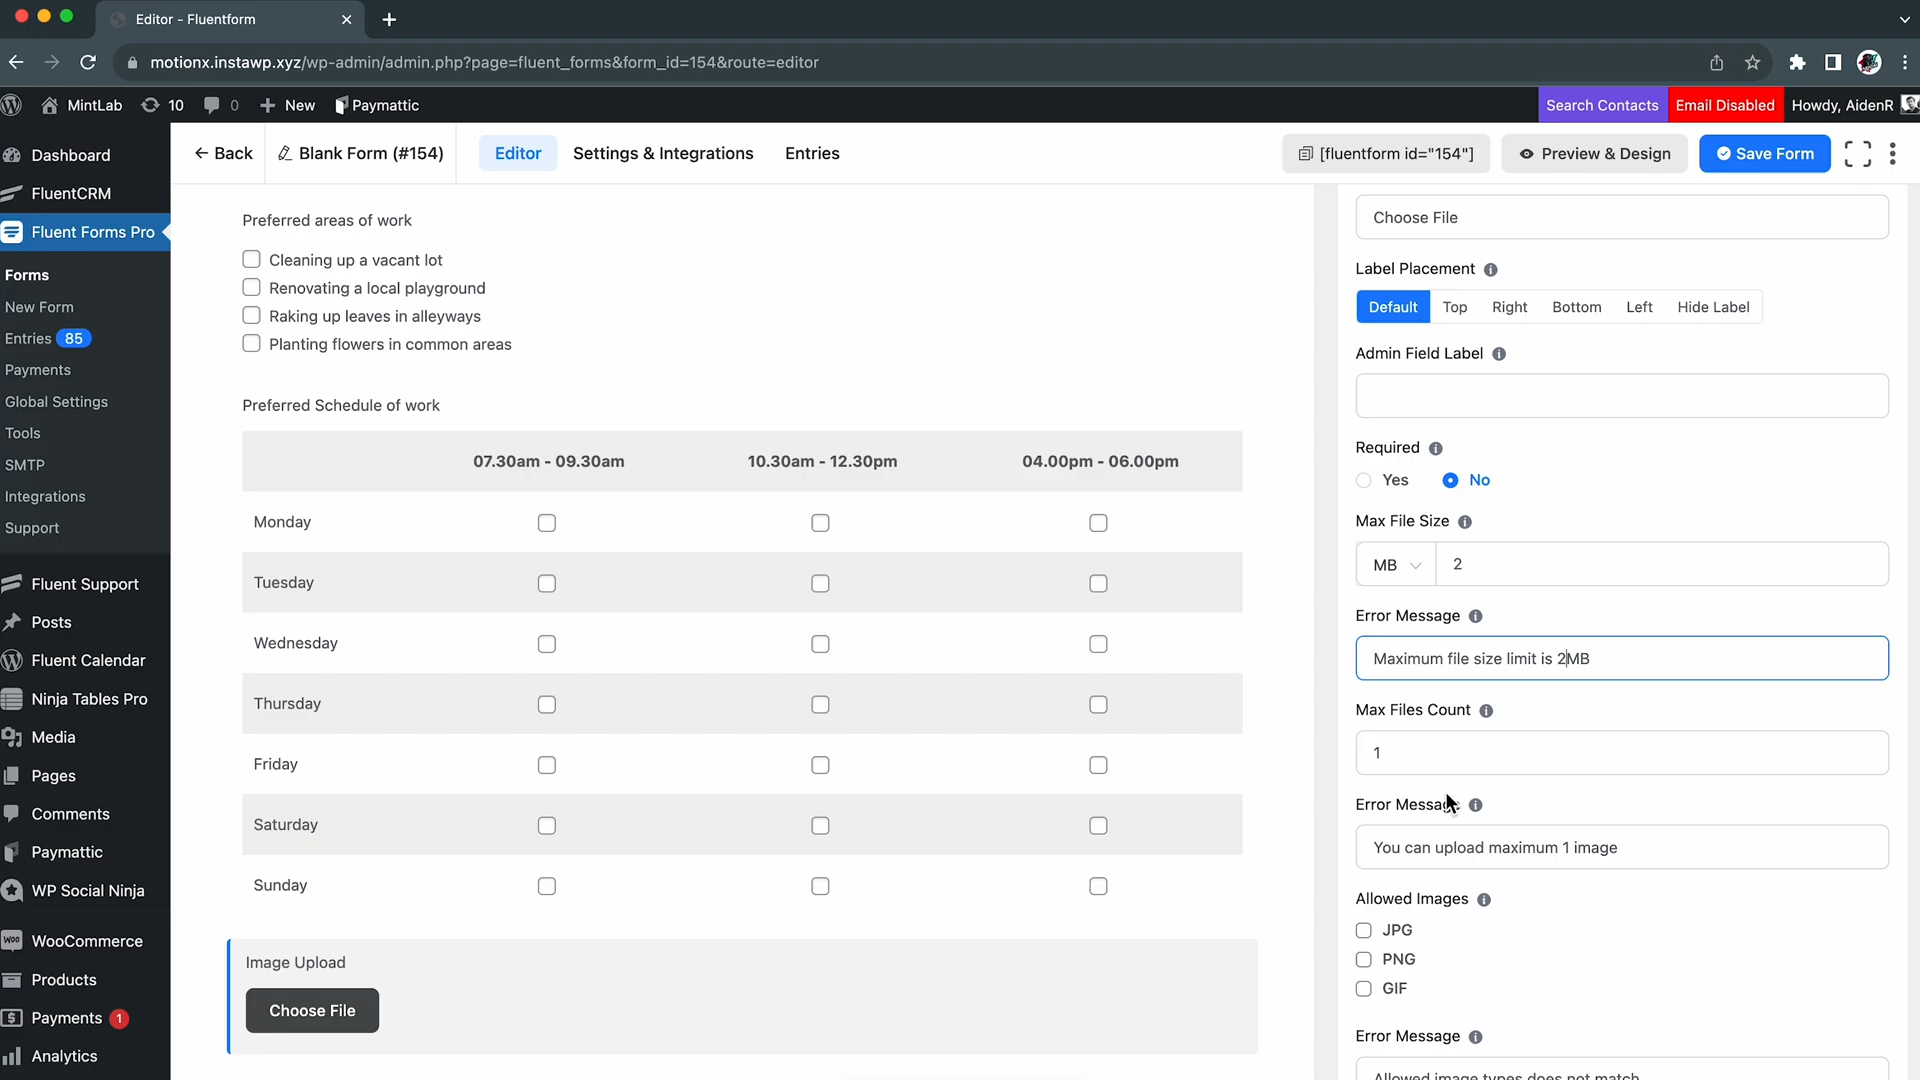 Editor - Fluentform
motionx.instawp.xyz/wp-admin/admin.php?page=fluent_forms&form_id=154&route=editor
MintLab
10
0
New
Paymattic
Search Contacts
Email Disabled
Howdy, AidenR
Dashboard
FluentCRM
Fluent Forms Pro
Forms
New Form
Entries 85
Payments
Global Settings
Tools
SMTP
Integrations
Support
Fluent Support
Posts
Fluent Calendar
Ninja Tables Pro
Media
Pages
Comments
Paymattic
WP Social Ninja
WooCommerce
Products
Payments 1
Analytics
Back
Blank Form (#154)
Editor
Settings & Integrations
Entries
[fluentform id="154"]
Preview & Design
Save Form
Preferred areas of work
Cleaning up a vacant lot
Renovating a local playground
Raking up leaves in alleyways
Planting flowers in common areas
Preferred Schedule of work
07.30am - 09.30am 10.30am - 12.30pm 04.00pm - 06.00pm
Monday
Tuesday
Wednesday
Thursday
Friday
Saturday
Sunday
Image Upload
Choose File
Choose File
Label Placement
Default Top Right Bottom Left Hide Label
Admin Field Label
Required
Yes No
Max File Size
MB 2
Error Message
Maximum file size limit is 2MB
Max Files Count
1
Error Message
You can upload maximum 1 image
Allowed Images
JPG
PNG
GIF
Error Message
Allowed image types does not match